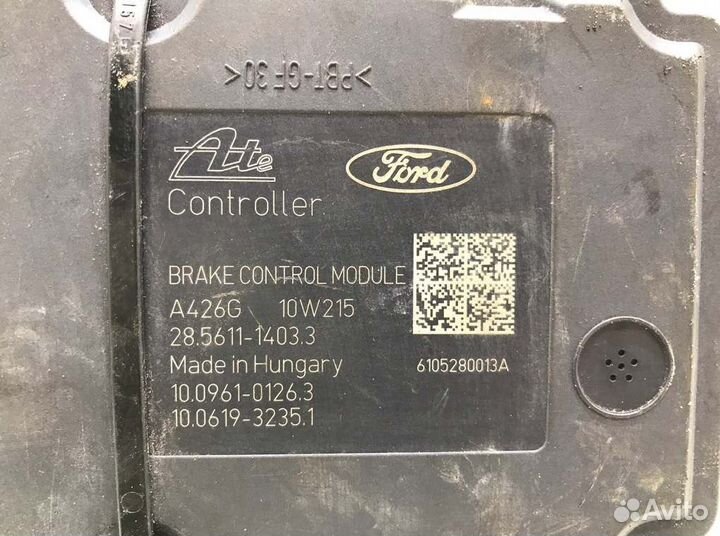 >PBT-GF30<
Ate
Ford
Controller
BRAKE CONTROL MODULE
A426G 10W215
28.5611-1403.3
Made in Hungary
6105280013A
10.0961-0126.3
10.0619-3235.1
Avito